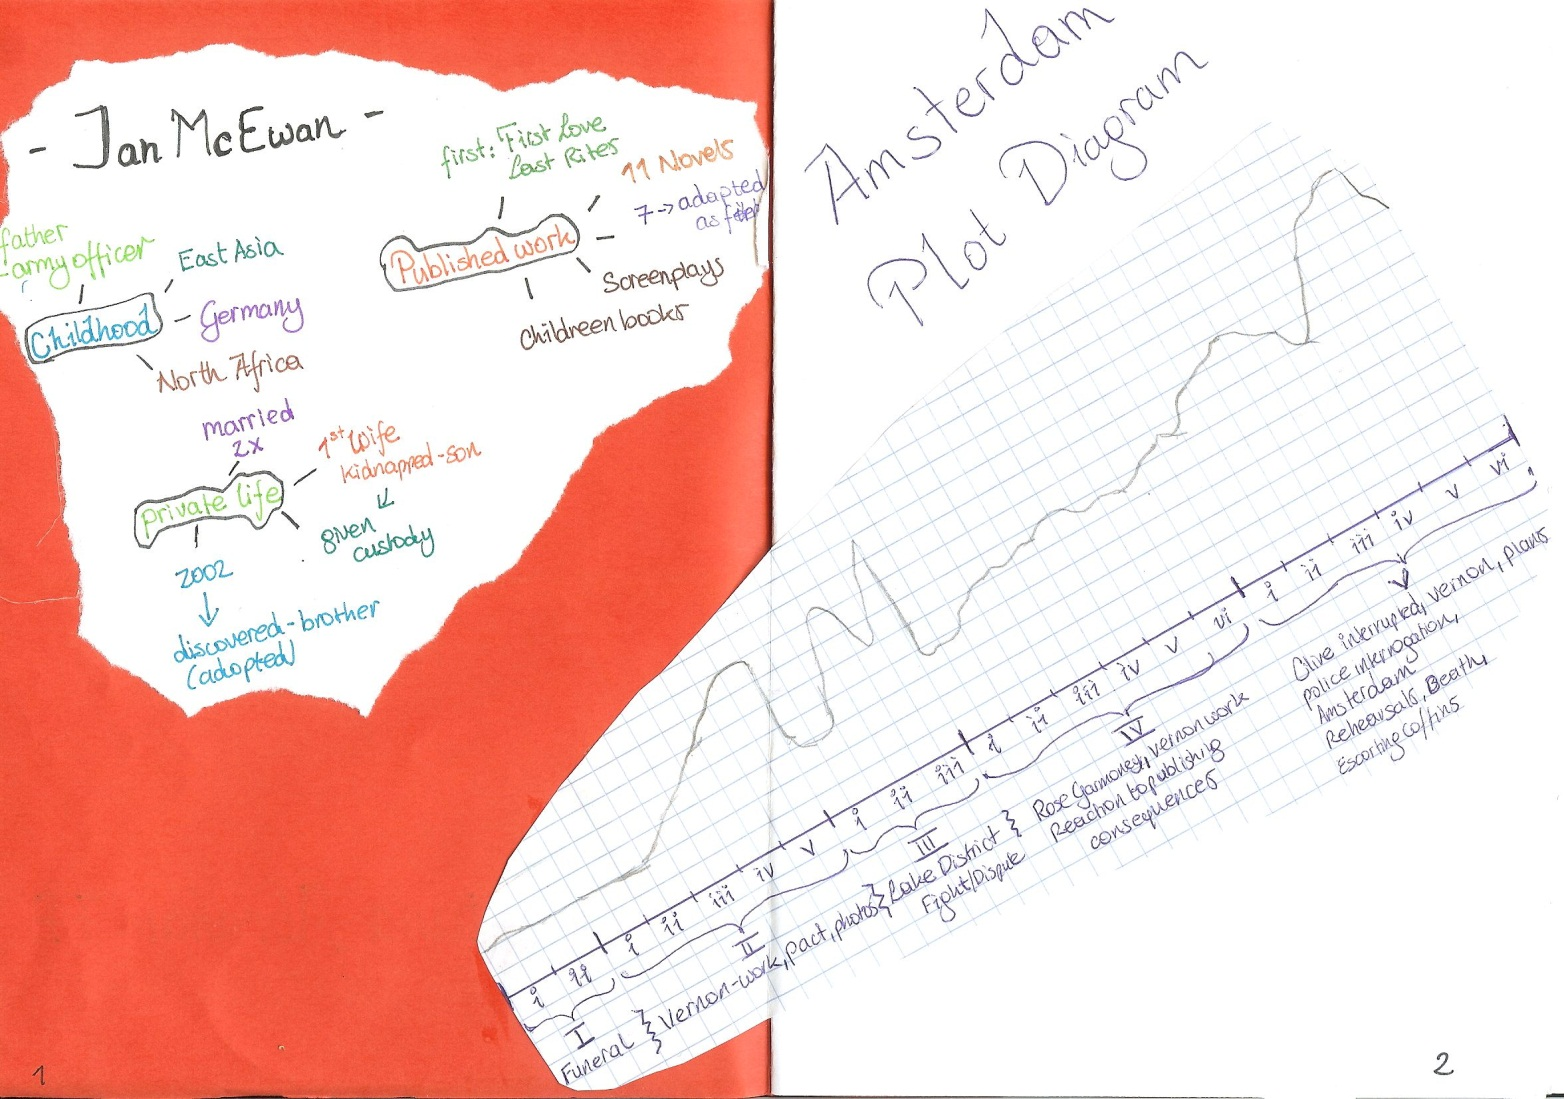 - Ian McEwan -
first: First Love
Last Rites
11 Novels
7 -> adapted
as
Published work
Screenplays
Childreen books
father
- army officer
East Asia
Childhood
Germany
North Africa
married
2x
1st wife
kidnapped - son
given
custody
private life
2002
discovered - brother
(adopted)
1
Amsterdam
Plot Diagram
i ii i ii iii iv v i ii iii i ii iii iv v vi i ii iii iv v vi
I
Funeral
II
Vernon - work, pact, photos
III
Lake District
Fight/Dispute
IV
Rose Garmoney, vernon work
Reaction to publishing
consequences
V
Clive interrupted, vernon, plans
police interrogation,
Amsterdam
Rehearsals, Death,
Escorting Coffins
2